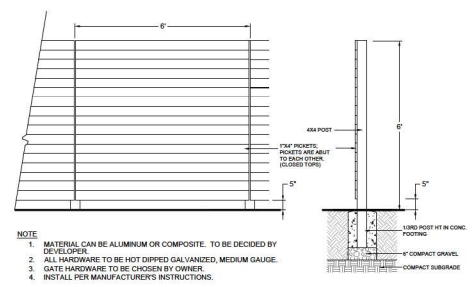 6'
4X4 POST
6'
1"X4" PICKETS;
PICKETS ARE ABUT
TO EACH OTHER.
(CLOSED TOPS)
5"
5"
1/3RD POST HT IN CONC.
FOOTING
6" COMPACT GRAVEL
COMPACT SUBGRADE
NOTE
1. MATERIAL CAN BE ALUMINUM OR COMPOSITE. TO BE DECIDED BY
DEVELOPER.
2. ALL HARDWARE TO BE HOT DIPPED GALVANIZED, MEDIUM GAUGE.
3. GATE HARDWARE TO BE CHOSEN BY OWNER.
4. INSTALL PER MANUFACTURER'S INSTRUCTIONS.